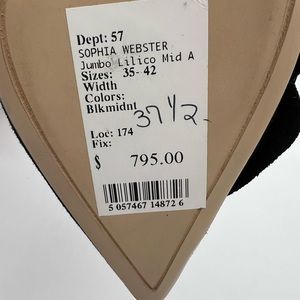 Dept: 57
SOPHIA WEBSTER
Jumbo Lilico Mid A
Sizes: 35-42
Width
Colors:
Blkmidnt 37 1/2
Loc: 174
Fix:
$ 795.00
5 057467 14872 6